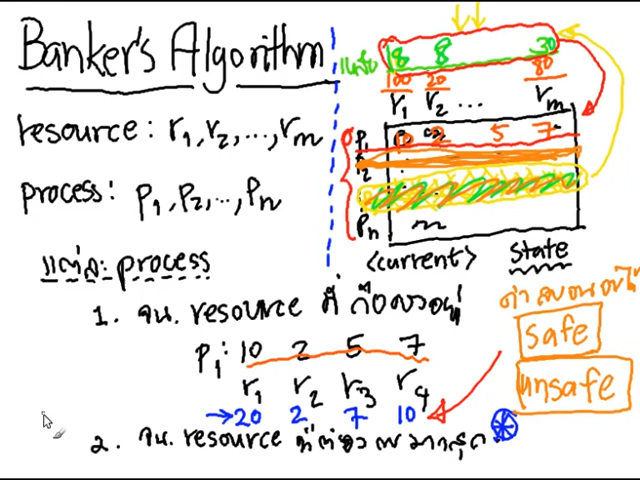 Banker's Algorithm
resource: r1, r2, ..., rm
process: P1, P2, ..., Pn
แต่ละ process
1. จน. resource ที่ ถือครองอยู่
P1: 10 2 5 7
r1 r2 r3 r4
→ 20 2 7 10
2. จน. resource ที่ต้องการมากสุด
18 8 30
100 20 80
r1 r2 ... rm
P1 10 2 5 7
P2
Pn
<current> state
safe
unsafe